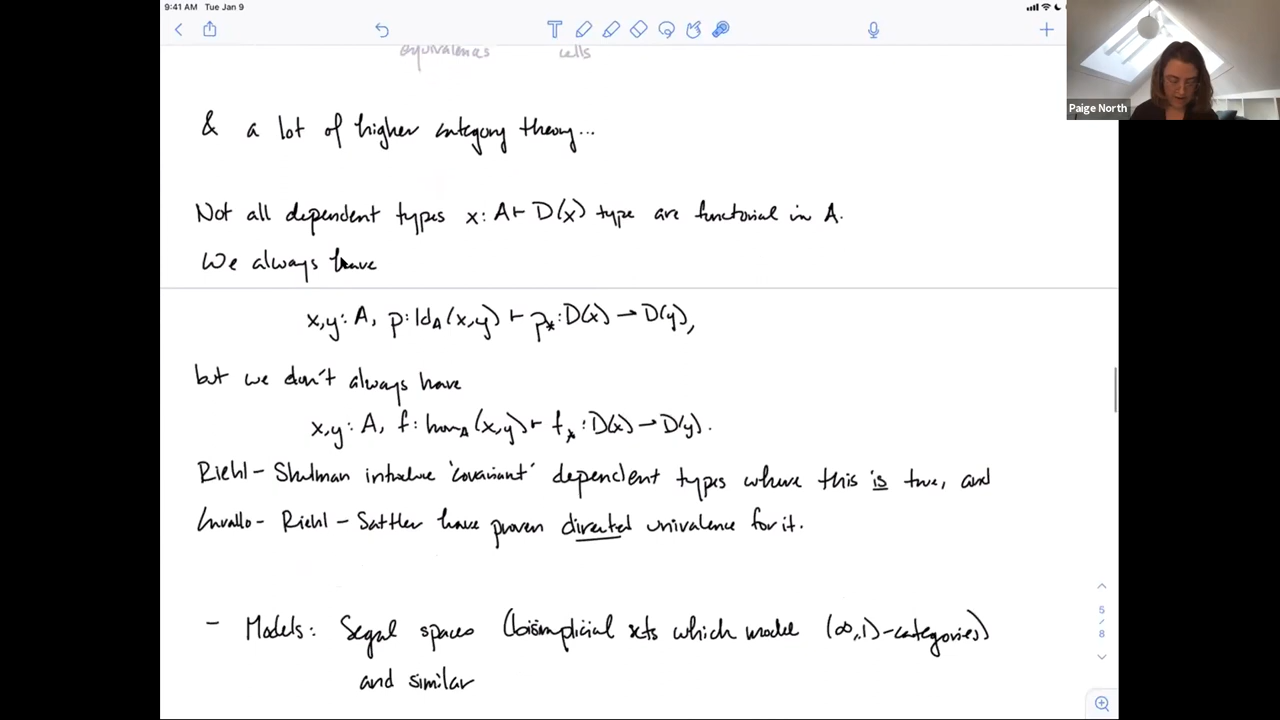 9:41 AM Tue Jan 9
Paige North
equivalences cells
& a lot of higher category theory...
Not all dependent types x : A ⊢ D(x) type are functorial in A.
We always have
x,y : A, p : Id_A(x,y) ⊢ p_* : D(x) → D(y),
but we don't always have
x,y : A, f : hom_A(x,y) ⊢ f_* : D(x) → D(y).
Riehl - Shulman introduce 'covariant' dependent types where this is true, and
Cavallo - Riehl - Sattler have proven directed univalence for it.
- Models: Segal spaces (bisimplicial sets which model (∞,1)-categories)
and similar
5
/
8